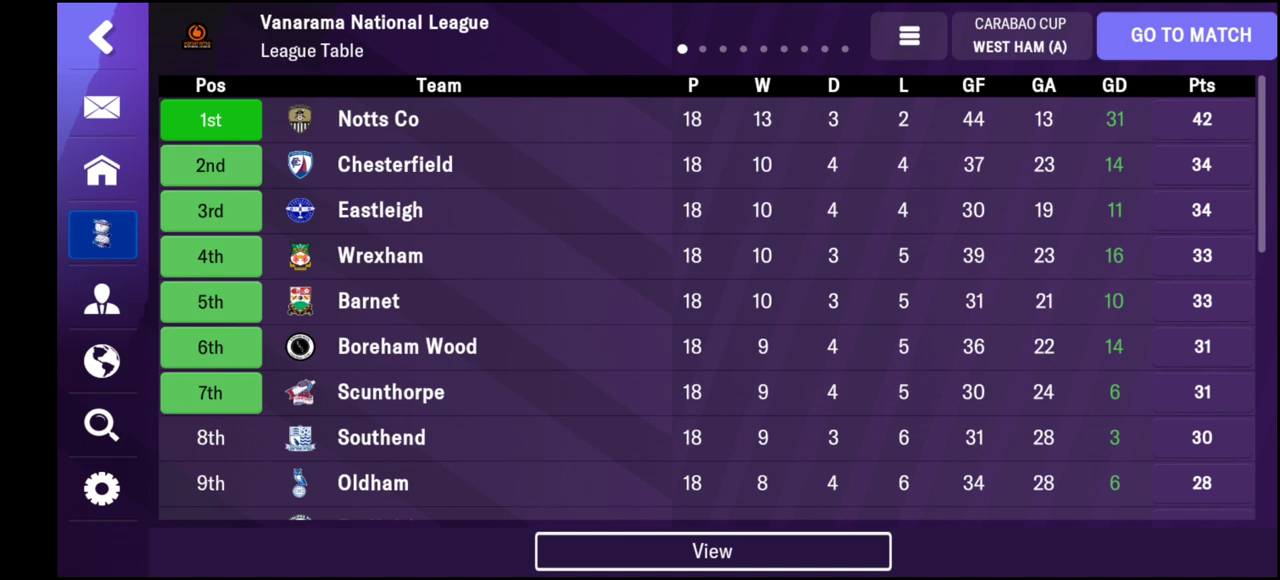 Vanarama National League
League Table
CARABAO CUP
WEST HAM (A)
GO TO MATCH
Pos Team P W D L GF GA GD Pts
1st Notts Co 18 13 3 2 44 13 31 42
2nd Chesterfield 18 10 4 4 37 23 14 34
3rd Eastleigh 18 10 4 4 30 19 11 34
4th Wrexham 18 10 3 5 39 23 16 33
5th Barnet 18 10 3 5 31 21 10 33
6th Boreham Wood 18 9 4 5 36 22 14 31
7th Scunthorpe 18 9 4 5 30 24 6 31
8th Southend 18 9 3 6 31 28 3 30
9th Oldham 18 8 4 6 34 28 6 28
View